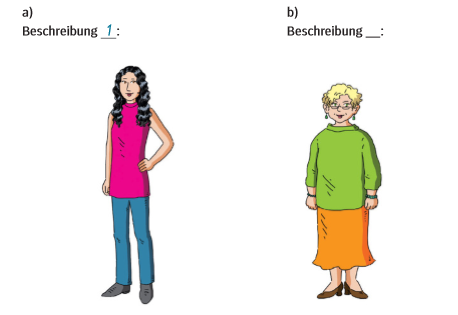 a)
Beschreibung 1 :
b)
Beschreibung __: